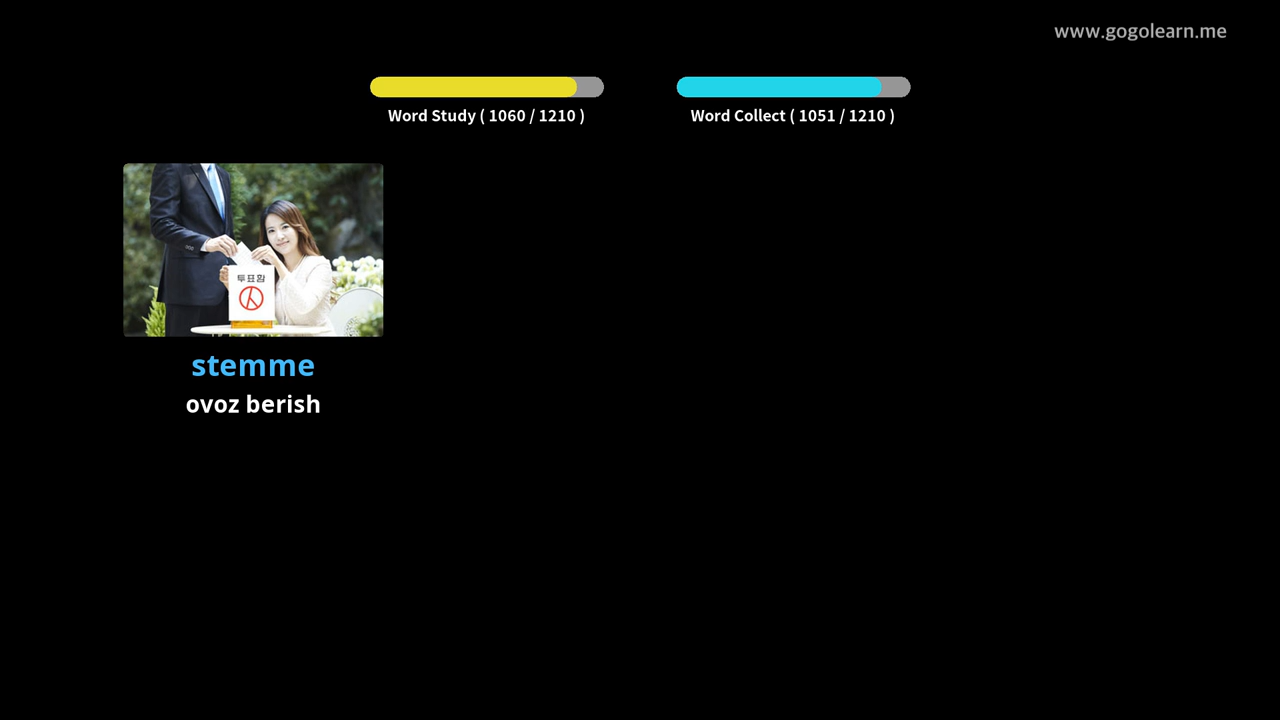 www.gogolearn.me
Word Study ( 1060 / 1210 )
Word Collect ( 1051 / 1210 )
투표함
stemme
ovoz berish